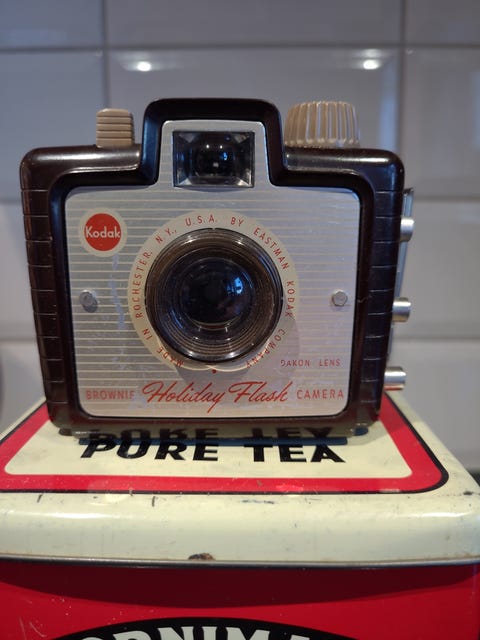 Kodak
MADE IN ROCHESTER, N.Y., U.S.A. BY EASTMAN KODAK COMPANY
DAKON LENS
BROWNIE Holiday Flash CAMERA
PURE TEA